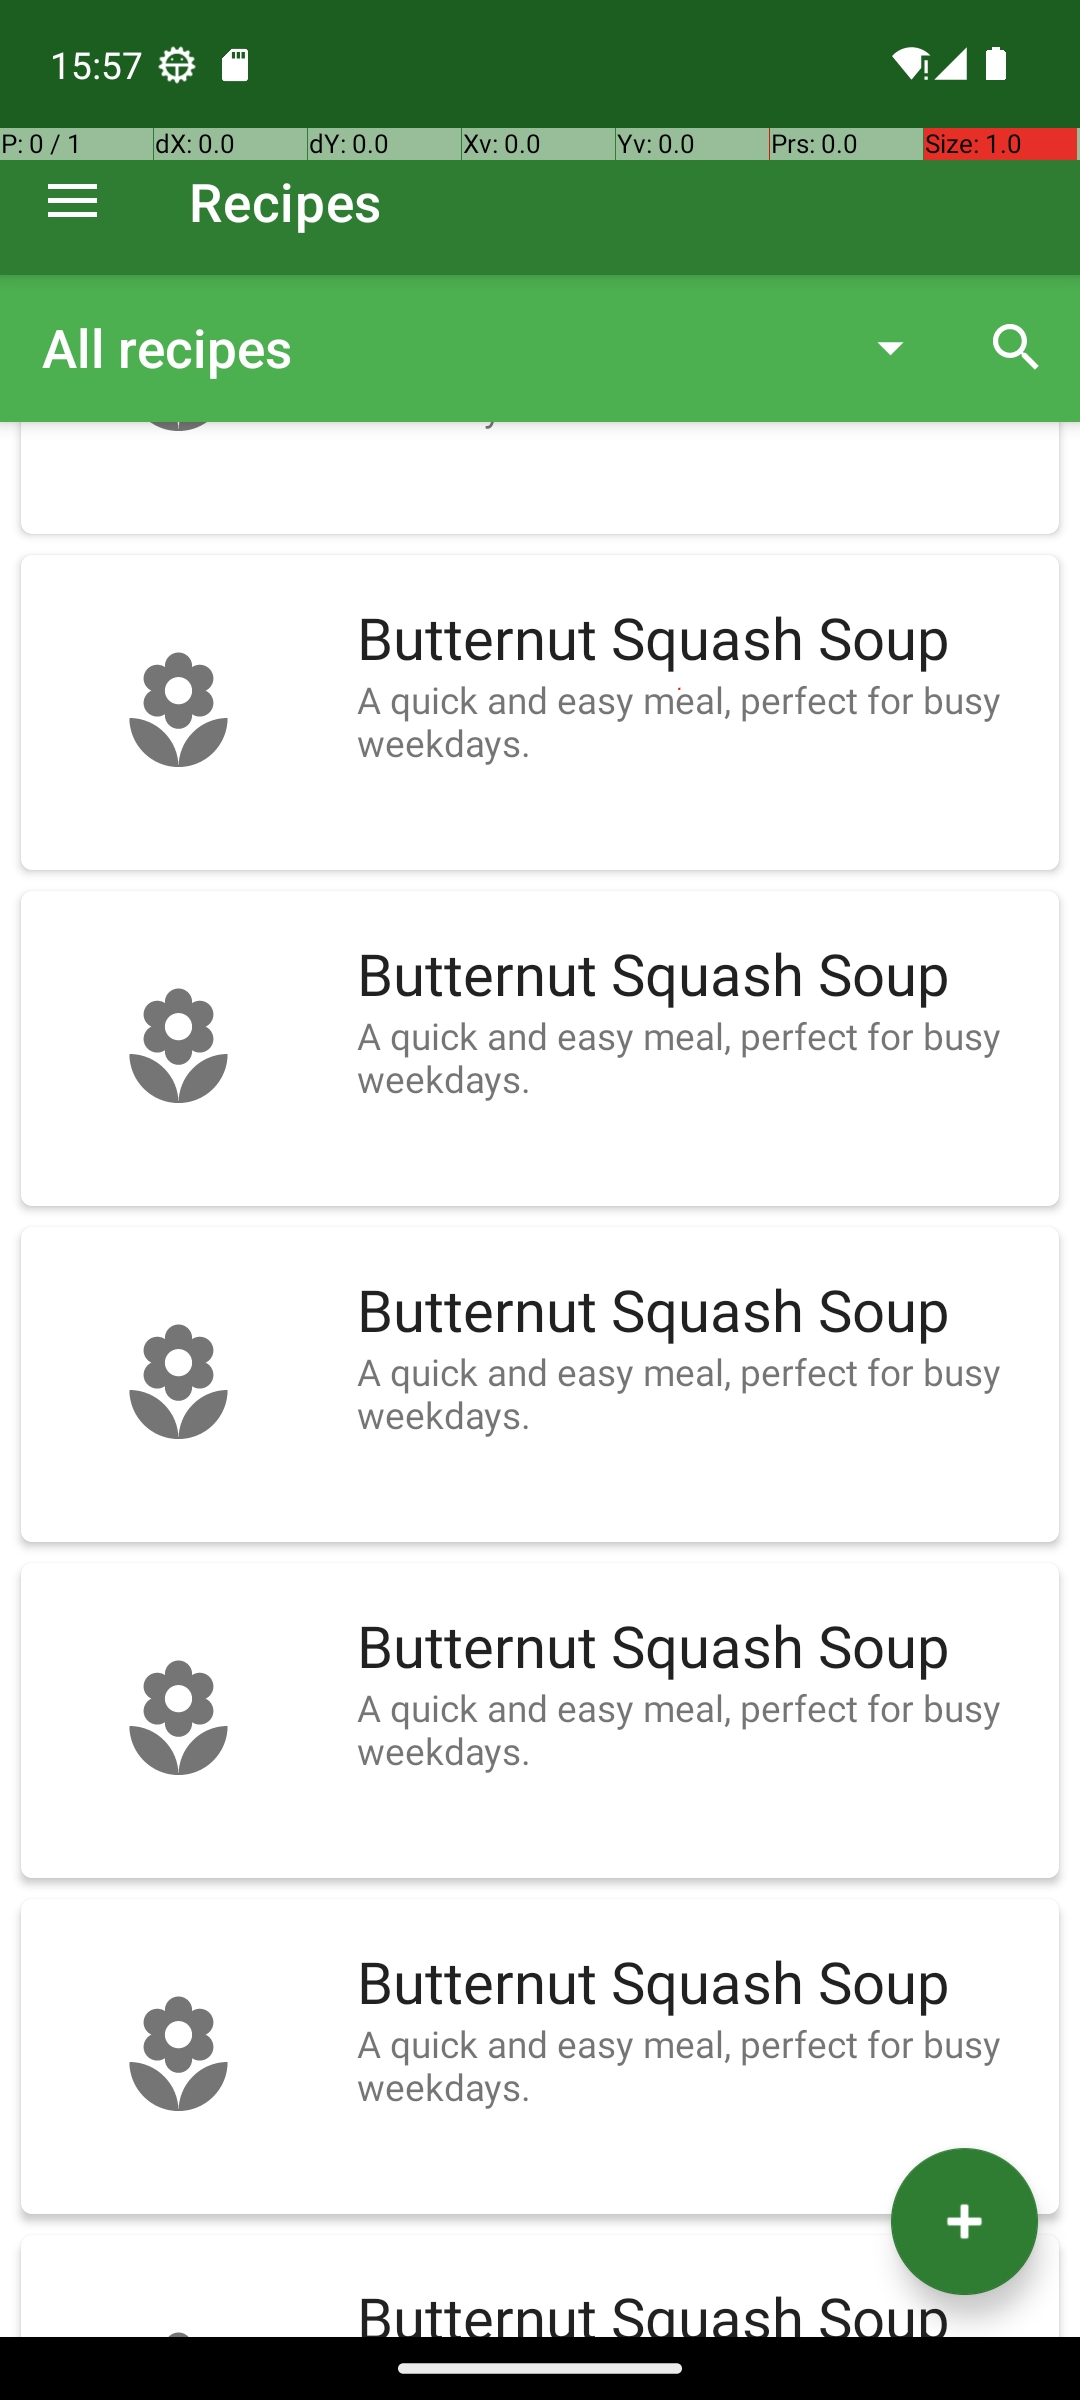 15:57
P: 0 / 1 dX: 0.0 dY: 0.0 Xv: 0.0 Yv: 0.0 Prs: 0.0 Size: 1.0
Recipes
All recipes
Butternut Squash Soup
A quick and easy meal, perfect for busy
weekdays.
Butternut Squash Soup
A quick and easy meal, perfect for busy
weekdays.
Butternut Squash Soup
A quick and easy meal, perfect for busy
weekdays.
Butternut Squash Soup
A quick and easy meal, perfect for busy
weekdays.
Butternut Squash Soup
A quick and easy meal, perfect for busy
weekdays.
Butternut Squash Soup